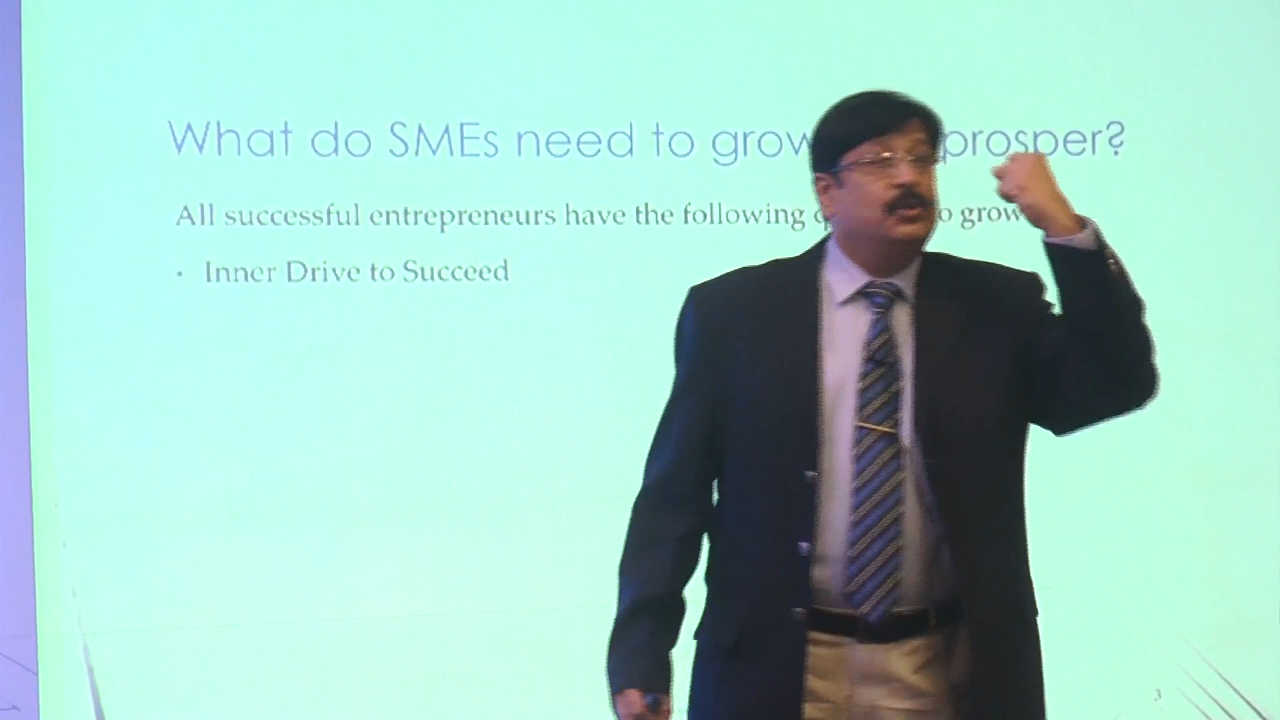 What do SMEs need to grow prosper?
All successful entrepreneurs have the following grow
• Inner Drive to Succeed
3